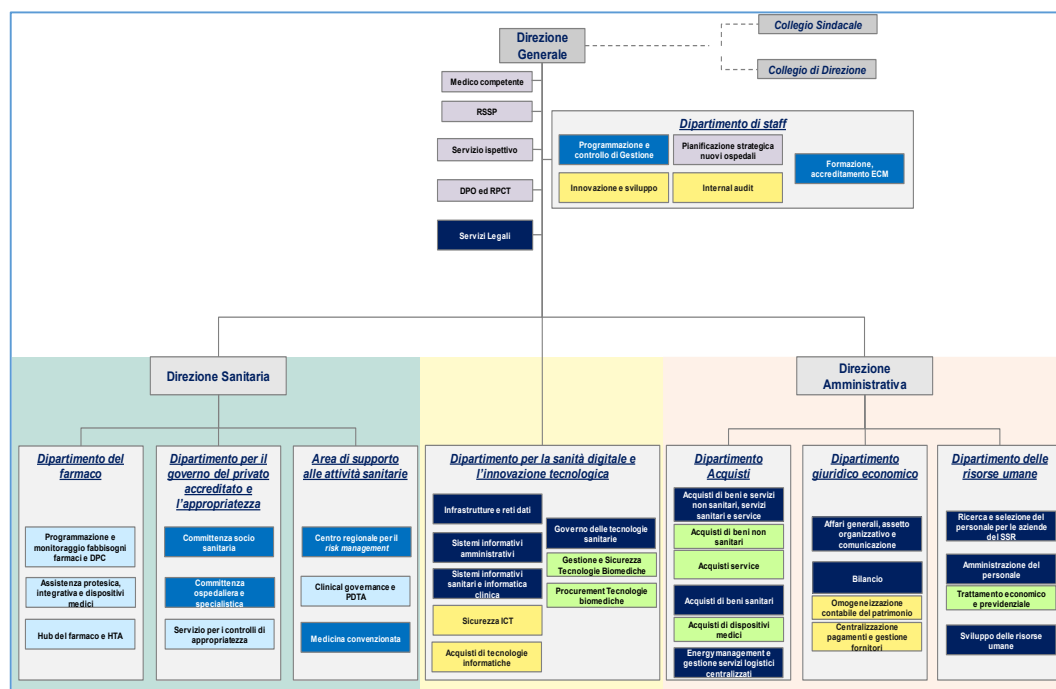 Direzione
Generale
Collegio Sindacale
Collegio di Direzione
Medico competente
RSSP
Servizio ispettivo
DPO ed RPCT
Servizi Legali
Dipartimento di staff
Programmazione e
controllo di Gestione
Pianificazione strategica
nuovi ospedali
Formazione,
accreditamento ECM
Innovazione e sviluppo
Internal audit
Direzione Sanitaria
Direzione
Amministrativa
Dipartimento del
farmaco
Programmazione e
monitoraggio fabbisogni
farmaci e DPC
Assistenza protesica,
integrativa e dispositivi
medici
Hub del farmaco e HTA
Dipartimento per il
governo del privato
accreditato e
l'appropriatezza
Committenza socio
sanitaria
Committenza
ospedaliera e
specialistica
Servizio per i controlli di
appropriatezza
Area di supporto
alle attività sanitarie
Centro regionale per il
risk management
Clinical governance e
PDTA
Medicina convenzionata
Dipartimento per la sanità digitale e
l'innovazione tecnologica
Infrastrutture e reti dati
Sistemi informativi
amministrativi
Sistemi informativi
sanitari e informatica
clinica
Sicurezza ICT
Acquisti di tecnologie
informatiche
Governo delle tecnologie
sanitarie
Gestione e Sicurezza
Tecnologie Biomediche
Procurement Tecnologie
biomediche
Dipartimento
Acquisti
Acquisti di beni e servizi
non sanitari, servizi
sanitari e service
Acquisti di beni non
sanitari
Acquisti service
Acquisti di beni sanitari
Acquisti di dispositivi
medici
Energy management e
gestione servizi logistici
centralizzati
Dipartimento
giuridico economico
Affari generali, assetto
organizzativo e
comunicazione
Bilancio
Omogeneizzazione
contabile del patrimonio
Centralizzazione
pagamenti e gestione
fornitori
Dipartimento delle
risorse umane
Ricerca e selezione del
personale per le aziende
del SSR
Amministrazione del
personale
Trattamento economico
e previdenziale
Sviluppo delle risorse
umane